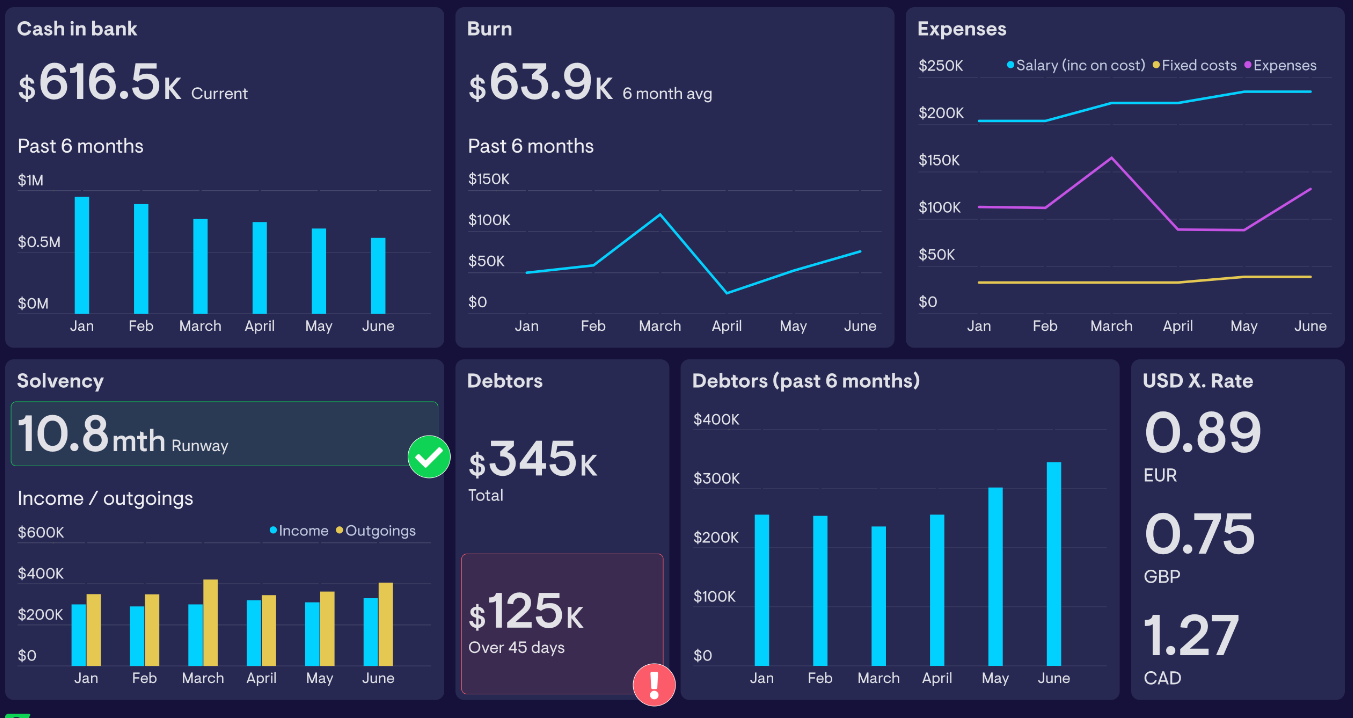 Cash in bank
$616.5K Current
Past 6 months
$1M
$0.5M
$0M
Jan Feb March April May June
Burn
$63.9K 6 month avg
Past 6 months
$150K
$100K
$50K
$0
Jan Feb March April May June
Expenses
$250K
Salary (inc on cost) Fixed costs Expenses
$200K
$150K
$100K
$50K
$0
Jan Feb March April May June
Solvency
10.8mth Runway
Income / outgoings
$600K
Income Outgoings
$400K
$200K
$0
Jan Feb March April May June
Debtors
$345K
Total
$125K
Over 45 days
!
Debtors (past 6 months)
$400K
$300K
$200K
$100K
$0
Jan Feb March April May June
USD X. Rate
0.89
EUR
0.75
GBP
1.27
CAD